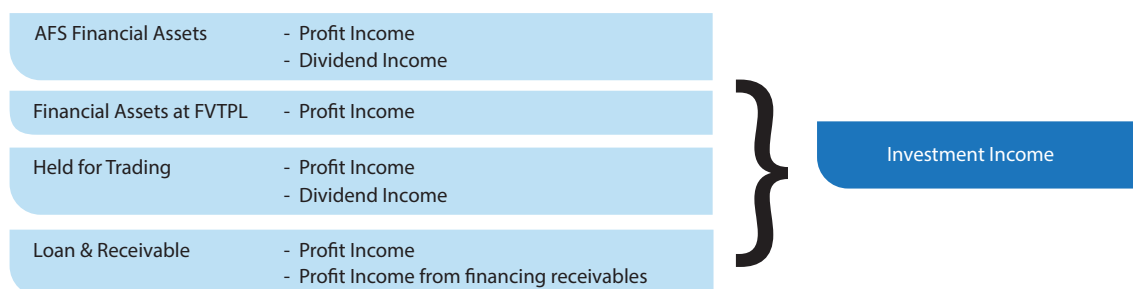 AFS Financial Assets - Profit Income
- Dividend Income
Financial Assets at FVTPL - Profit Income
Held for Trading - Profit Income
- Dividend Income
Loan & Receivable - Profit Income
- Profit Income from financing receivables
}
Investment Income